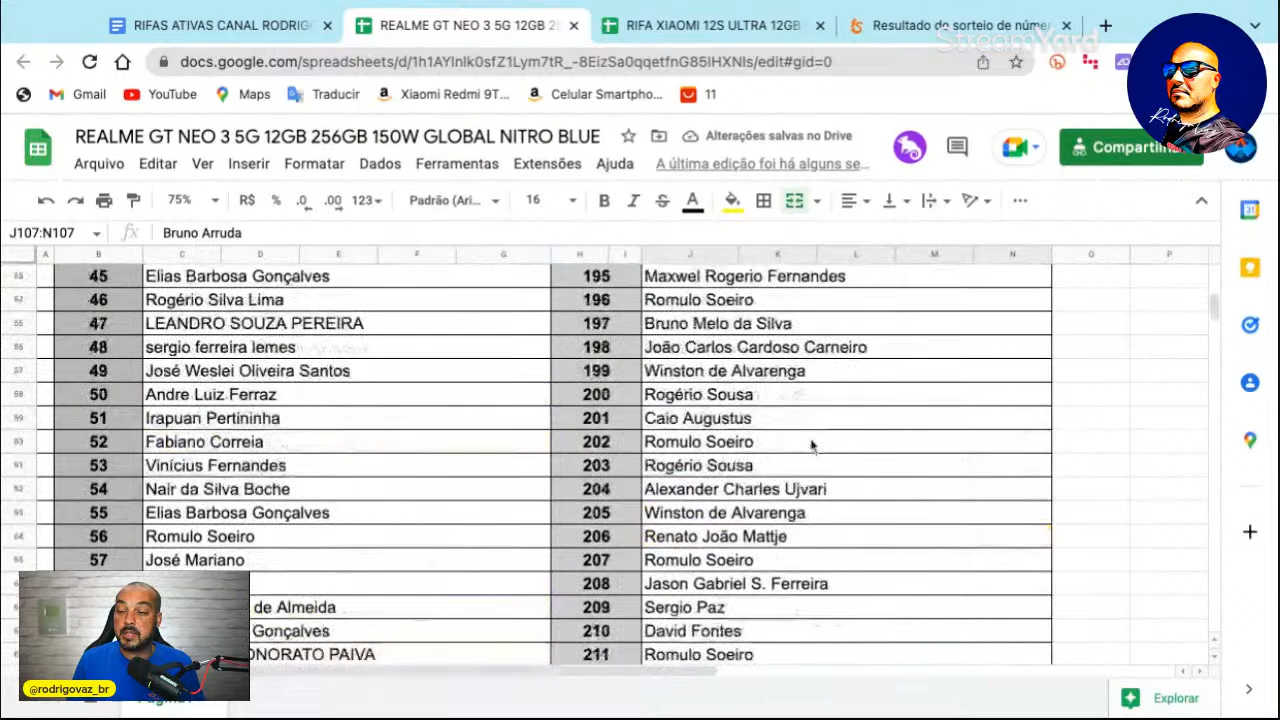 RIFAS ATIVAS CANAL RODRIGO
REALME GT NEO 3 5G 12GB 25
RIFA XIAOMI 12S ULTRA 12GB
Resultado do sorteio de númer
StreamYard
docs.google.com/spreadsheets/d/1h1AYInIk0sfZ1Lym7tR_-8EizSa0qqetfnG85lHXNIs/edit#gid=0
Gmail
YouTube
Maps
Traduzir
Xiaomi Redmi 9T...
Celular Smartpho...
11
REALME GT NEO 3 5G 12GB 256GB 150W GLOBAL NITRO BLUE
Alterações salvas no Drive
Arquivo Editar Ver Inserir Formatar Dados Ferramentas Extensões Ajuda
A última edição foi há alguns se...
75% R$ % .0 .00 123 Padrão (Ari... 16 B I S A
J107:N107 fx Bruno Arruda
A B C D E F G H I J K L M N O P
45 Elias Barbosa Gonçalves 195 Maxwel Rogerio Fernandes
46 Rogério Silva Lima 196 Romulo Soeiro
47 LEANDRO SOUZA PEREIRA 197 Bruno Melo da Silva
48 sergio ferreira lemes 198 João Carlos Cardoso Carneiro
49 José Weslei Oliveira Santos 199 Winston de Alvarenga
50 Andre Luiz Ferraz 200 Rogério Sousa
51 Irapuan Pertininha 201 Caio Augustus
52 Fabiano Correia 202 Romulo Soeiro
53 Vinícius Fernandes 203 Rogério Sousa
54 Nair da Silva Boche 204 Alexander Charles Ujvari
55 Elias Barbosa Gonçalves 205 Winston de Alvarenga
56 Romulo Soeiro 206 Renato João Mattje
57 José Mariano 207 Romulo Soeiro
208 Jason Gabriel S. Ferreira
de Almeida 209 Sergio Paz
Gonçalves 210 David Fontes
ONORATO PAIVA 211 Romulo Soeiro
@rodrigovaz_br
Explorar